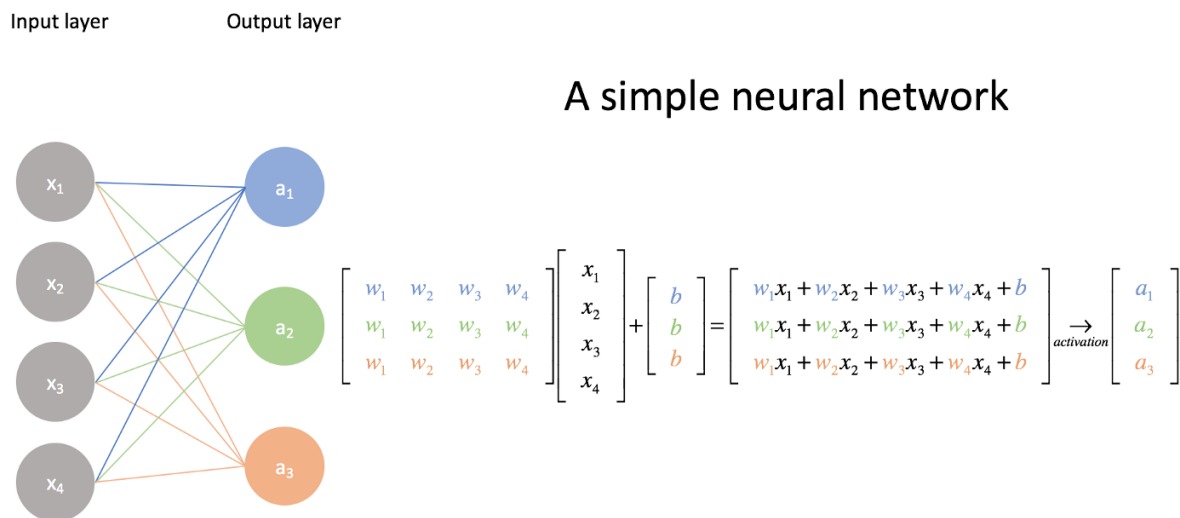 Input layer
Output layer
A simple neural network
x₁
x₂
x₃
x₄
a₁
a₂
a₃
w₁ w₂ w₃ w₄
w₁ w₂ w₃ w₄
w₁ w₂ w₃ w₄
x₁
x₂
x₃
x₄
+
b
b
b
=
w₁x₁ + w₂x₂ + w₃x₃ + w₄x₄ + b
w₁x₁ + w₂x₂ + w₃x₃ + w₄x₄ + b
w₁x₁ + w₂x₂ + w₃x₃ + w₄x₄ + b
→
activation
a₁
a₂
a₃